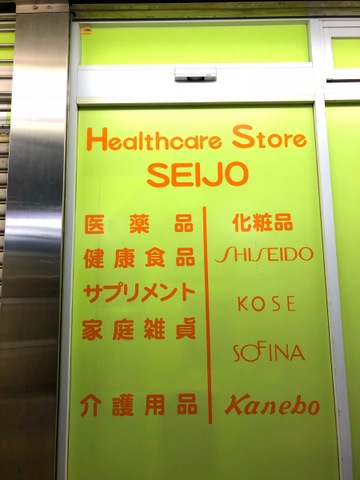 Healthcare Store
SEIJO
医薬品
健康食品
サプリメント
家庭雑貨
介護用品
化粧品
SHISEIDO
KOSE
SOFINA
Kanebo